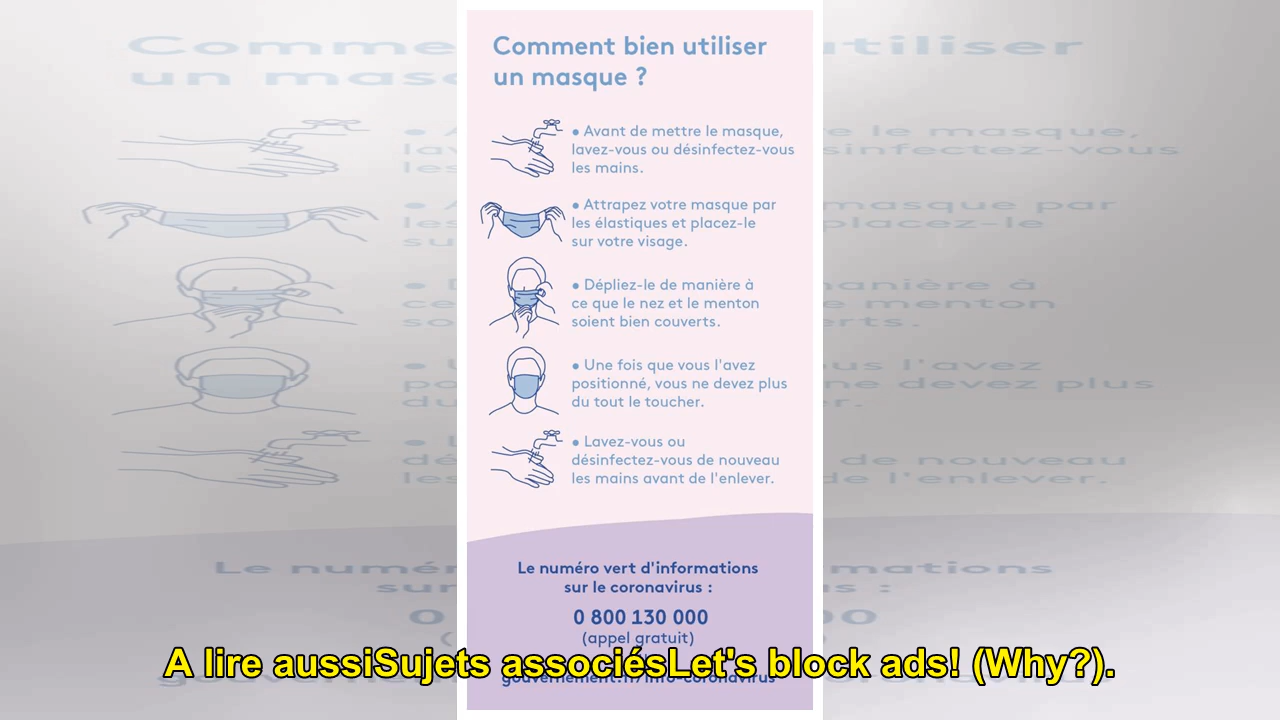 Comment bien utiliser
un masque ?
• Avant de mettre le masque,
lavez-vous ou désinfectez-vous
les mains.
• Attrapez votre masque par
les élastiques et placez-le
sur votre visage.
• Dépliez-le de manière à
ce que le nez et le menton
soient bien couverts.
• Une fois que vous l'avez
positionné, vous ne devez plus
du tout le toucher.
• Lavez-vous ou
désinfectez-vous de nouveau
les mains avant de l'enlever.
Le numéro vert d'informations
sur le coronavirus :
0 800 130 000
(appel gratuit)
A lire aussiSujets associésLet's block ads! (Why?).
gouvernement.fr/info-coronavirus